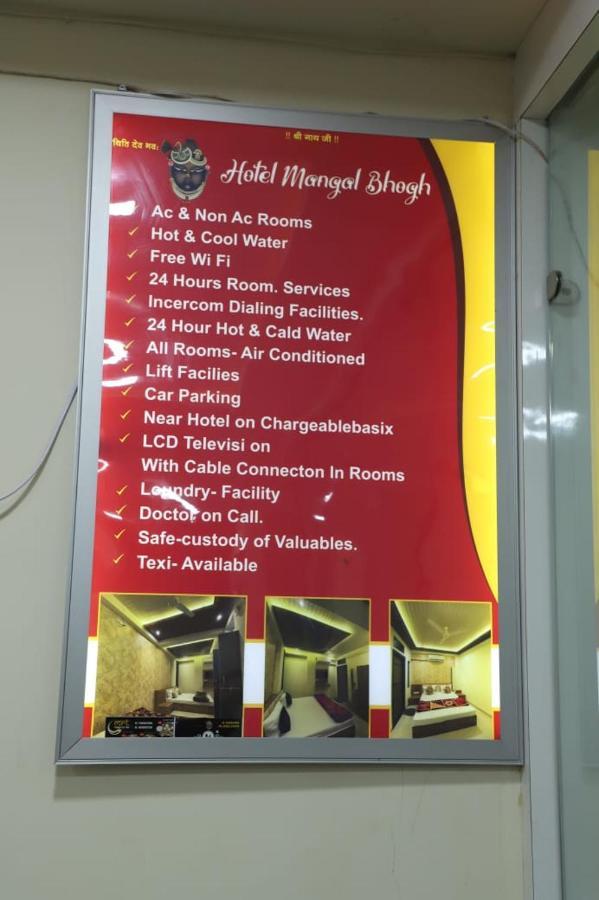 !! श्री नाथ जी !!
थिति देव भव:
Hotel Mangal Bhogh
Ac & Non Ac Rooms
Hot & Cool Water
Free Wi Fi
24 Hours Room. Services
Incercom Dialing Facilities.
24 Hour Hot & Cald Water
All Rooms- Air Conditioned
Lift Facilies
Car Parking
Near Hotel on Chargeablebasix
LCD Televisi on
With Cable Connecton In Rooms
Loundry- Facility
Doctor on Call.
Safe-custody of Valuables.
Texi- Available